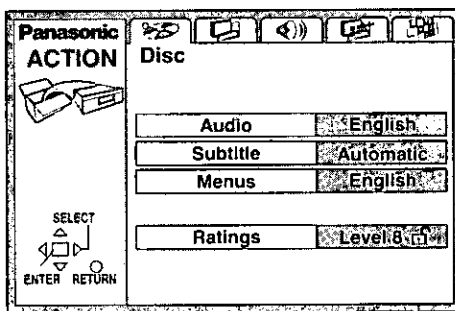 Panasonic
ACTION
Disc
Audio English
Subtitle Automatic
Menus English
Ratings Level 8
SELECT
ENTER RETURN